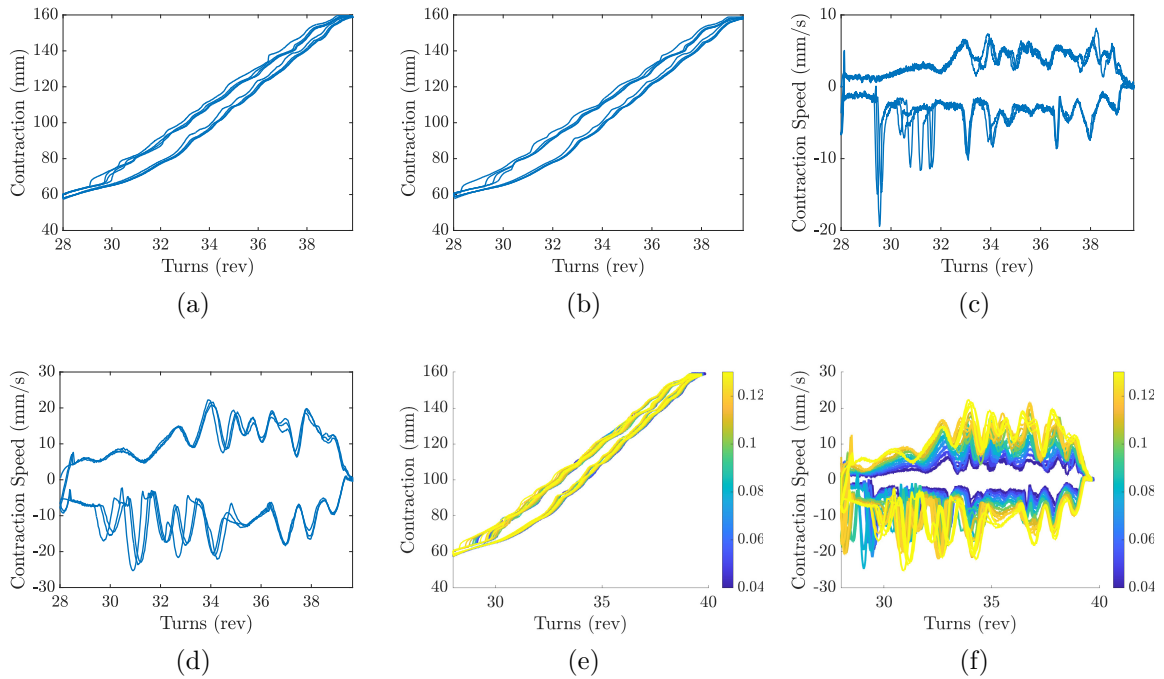 160
140
120
100
80
60
40
Contraction (mm)
28 30 32 34 36 38
Turns (rev)
(a)
160
140
120
100
80
60
40
Contraction (mm)
28 30 32 34 36 38
Turns (rev)
(b)
10
0
-10
-20
Contraction Speed (mm/s)
28 30 32 34 36 38
Turns (rev)
(c)
30
20
10
0
-10
-20
-30
Contraction Speed (mm/s)
28 30 32 34 36 38
Turns (rev)
(d)
160
140
120
100
80
60
40
Contraction (mm)
30 35 40
Turns (rev)
0.12
0.1
0.08
0.06
0.04
(e)
30
20
10
0
-10
-20
-30
Contraction Speed (mm/s)
30 35 40
Turns (rev)
0.12
0.1
0.08
0.06
0.04
(f)